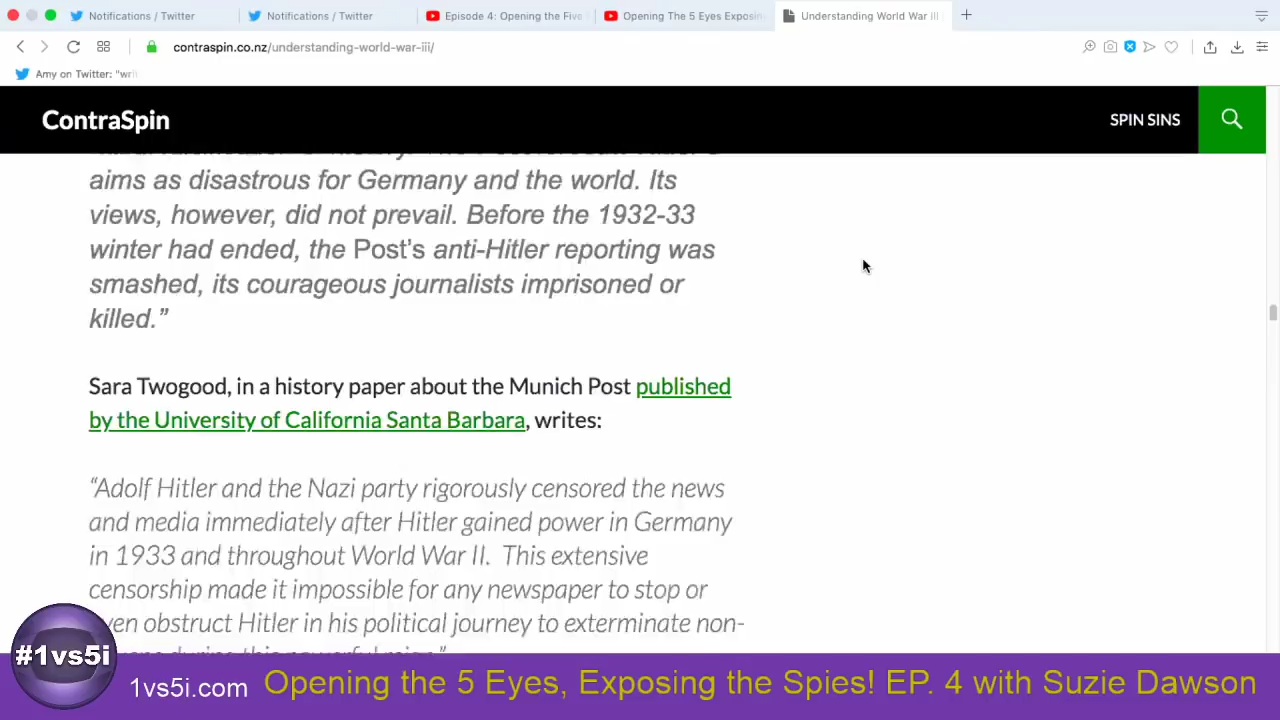 Notifications / Twitter
Notifications / Twitter
Episode 4: Opening the Five
Opening The 5 Eyes Exposin
Understanding World War III
contraspin.co.nz/understanding-world-war-iii/
Amy on Twitter: "writ
ContraSpin
SPIN SINS
aims as disastrous for Germany and the world. Its
views, however, did not prevail. Before the 1932-33
winter had ended, the Post's anti-Hitler reporting was
smashed, its courageous journalists imprisoned or
killed.”
Sara Twogood, in a history paper about the Munich Post published
by the University of California Santa Barbara, writes:
“Adolf Hitler and the Nazi party rigorously censored the news
and media immediately after Hitler gained power in Germany
in 1933 and throughout World War II.  This extensive
censorship made it impossible for any newspaper to stop or
even obstruct Hitler in his political journey to exterminate non-
#1vs5i
1vs5i.com
Opening the 5 Eyes, Exposing the Spies! EP. 4 with Suzie Dawson